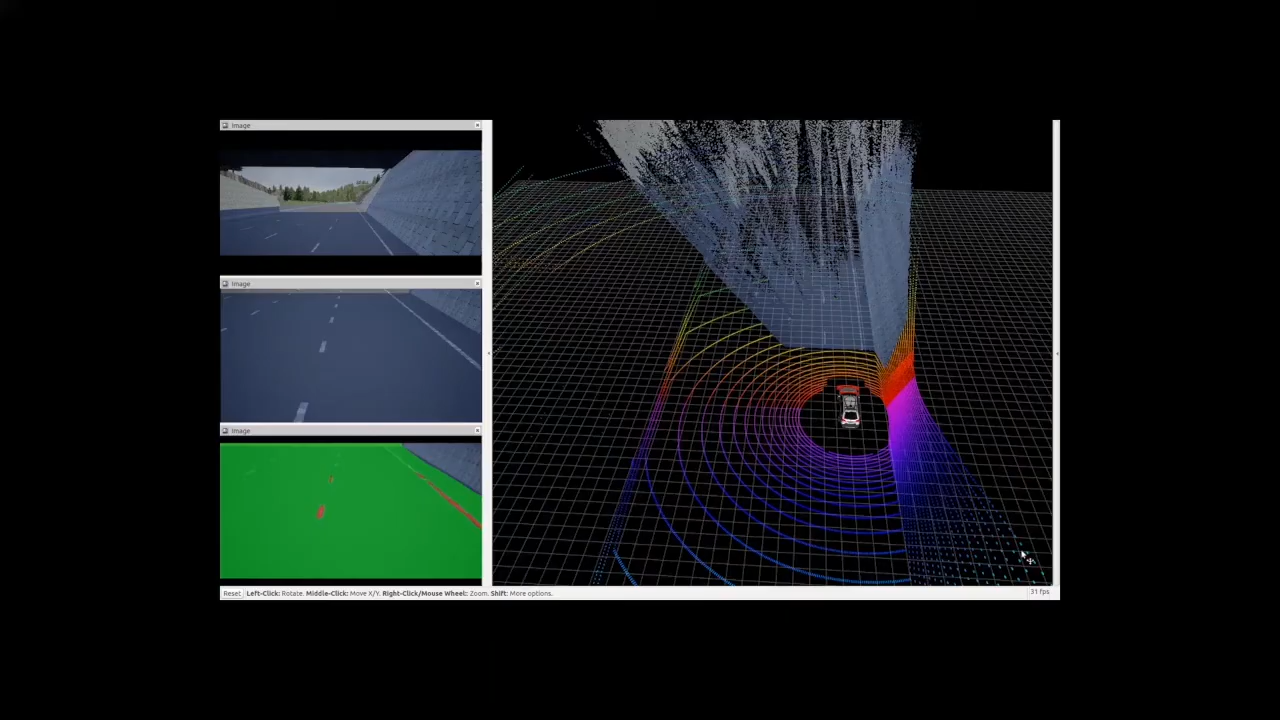 Image
Image
Image
Reset Left-Click: Rotate. Middle-Click: Move X/Y. Right-Click/Mouse Wheel: Zoom. Shift: More options.
31 fps